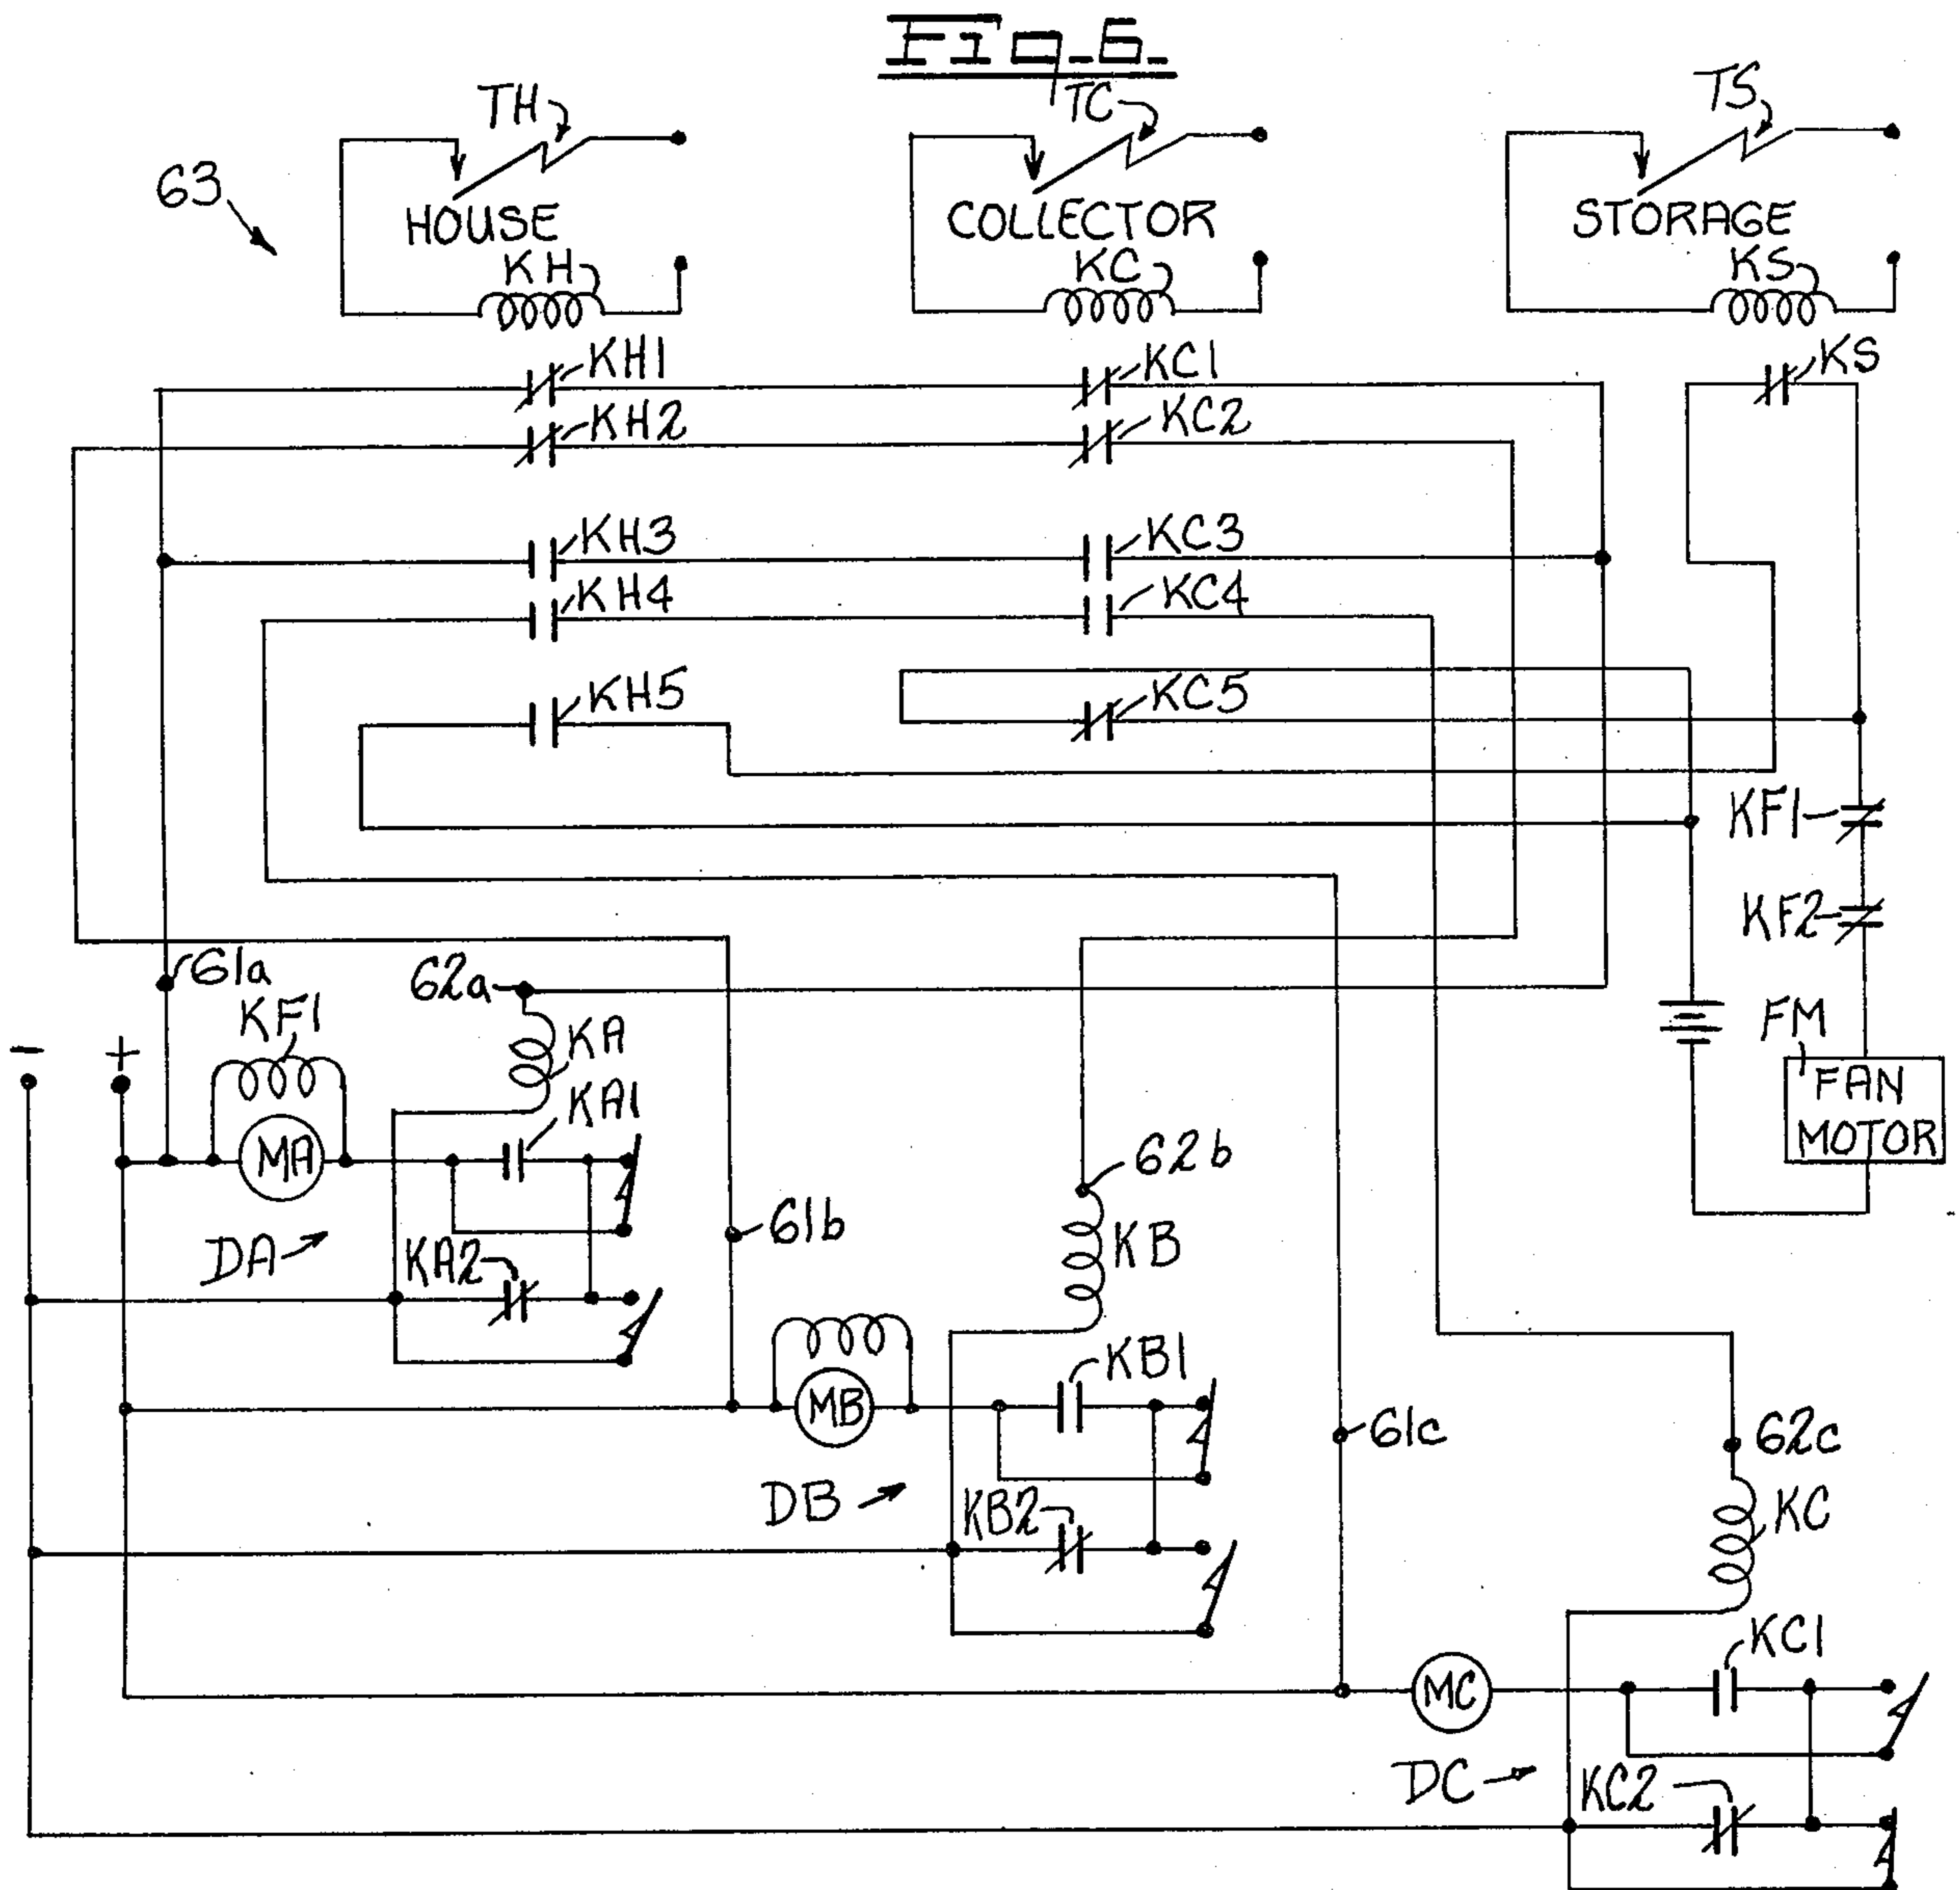 Fig.6.
TH TC TS
63
HOUSE COLLECTOR STORAGE
KH KC KS
KH1 KC1 KS
KH2 KC2
KH3 KC3
KH4 KC4
KH5 KC5
KF1
KF2
61a 62a
KF1 KA FM
- +
KA1 FAN
MA MOTOR
62b
61b
DA KA2 KB
KB1
MB
61c 62c
DB KB2 KC
KC1
MC
DC KC2